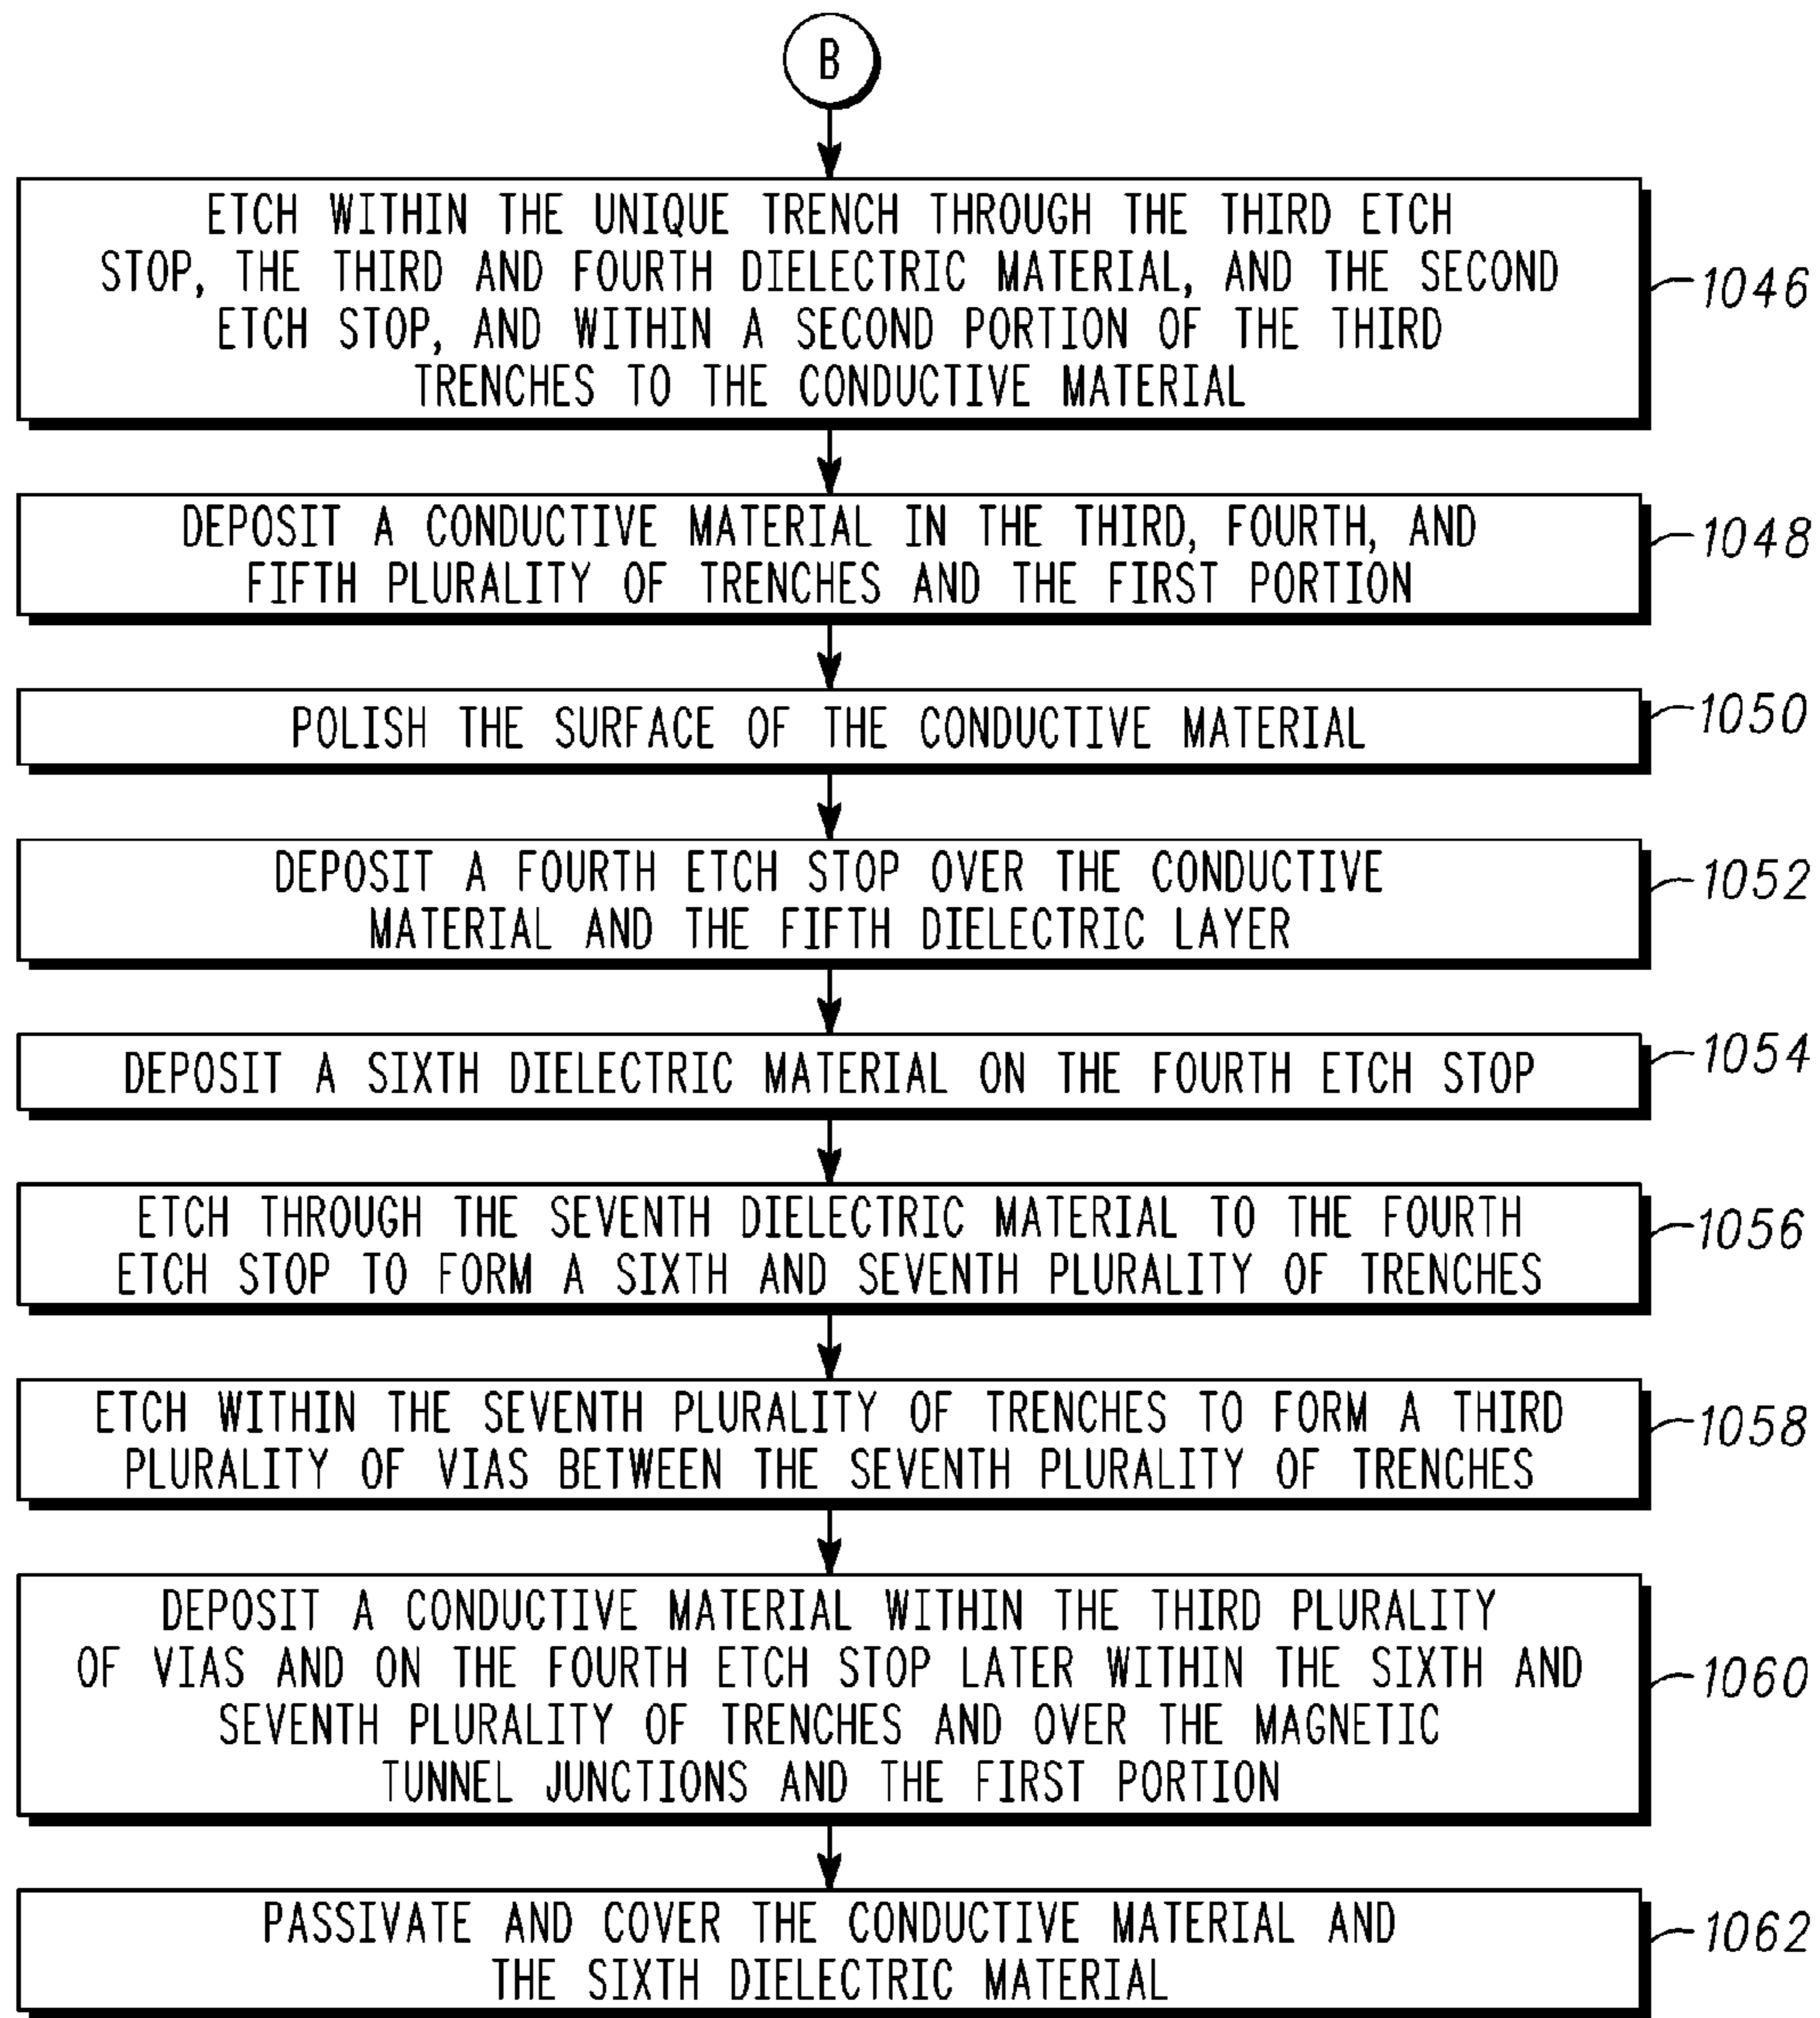 B
ETCH WITHIN THE UNIQUE TRENCH THROUGH THE THIRD ETCH
STOP, THE THIRD AND FOURTH DIELECTRIC MATERIAL, AND THE SECOND
ETCH STOP, AND WITHIN A SECOND PORTION OF THE THIRD
TRENCHES TO THE CONDUCTIVE MATERIAL
1046
DEPOSIT A CONDUCTIVE MATERIAL IN THE THIRD, FOURTH, AND
FIFTH PLURALITY OF TRENCHES AND THE FIRST PORTION
1048
POLISH THE SURFACE OF THE CONDUCTIVE MATERIAL
1050
DEPOSIT A FOURTH ETCH STOP OVER THE CONDUCTIVE
MATERIAL AND THE FIFTH DIELECTRIC LAYER
1052
DEPOSIT A SIXTH DIELECTRIC MATERIAL ON THE FOURTH ETCH STOP
1054
ETCH THROUGH THE SEVENTH DIELECTRIC MATERIAL TO THE FOURTH
ETCH STOP TO FORM A SIXTH AND SEVENTH PLURALITY OF TRENCHES
1056
ETCH WITHIN THE SEVENTH PLURALITY OF TRENCHES TO FORM A THIRD
PLURALITY OF VIAS BETWEEN THE SEVENTH PLURALITY OF TRENCHES
1058
DEPOSIT A CONDUCTIVE MATERIAL WITHIN THE THIRD PLURALITY
OF VIAS AND ON THE FOURTH ETCH STOP LATER WITHIN THE SIXTH AND
SEVENTH PLURALITY OF TRENCHES AND OVER THE MAGNETIC
TUNNEL JUNCTIONS AND THE FIRST PORTION
1060
PASSIVATE AND COVER THE CONDUCTIVE MATERIAL AND
THE SIXTH DIELECTRIC MATERIAL
1062